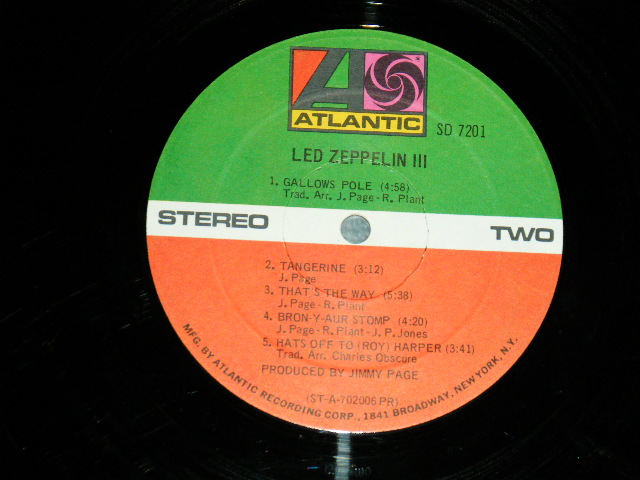 ATLANTIC
SD 7201
LED ZEPPELIN III
1. GALLOWS POLE (4:58)
Trad. Arr. J. Page - R. Plant
STEREO TWO
2. TANGERINE (3:12)
J. Page
3. THAT'S THE WAY (5:38)
J. Page - R. Plant
4. BRON-Y-AUR STOMP (4:20)
J. Page - R. Plant - J.P. Jones
5. HATS OFF TO (ROY) HARPER (3:41)
Trad. Arr. Charles Obscure
PRODUCED BY JIMMY PAGE
(ST-A-702006 PR)
MFG. BY ATLANTIC RECORDING CORP., 1841 BROADWAY, NEW YORK, N.Y.